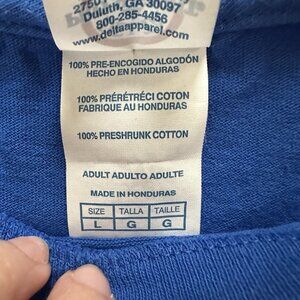 Duluth, GA 30097
800-285-4456
www.deltaapparel.com
100% PRE-ENCOGIDO ALGODÓN
HECHO EN HONDURAS
100% PRÉRÉTRÉCI COTON
FABRIQUE AU HONDURAS
100% PRESHRUNK COTTON
ADULT ADULTO ADULTE
MADE IN HONDURAS
SIZE TALLA TAILLE
L G G